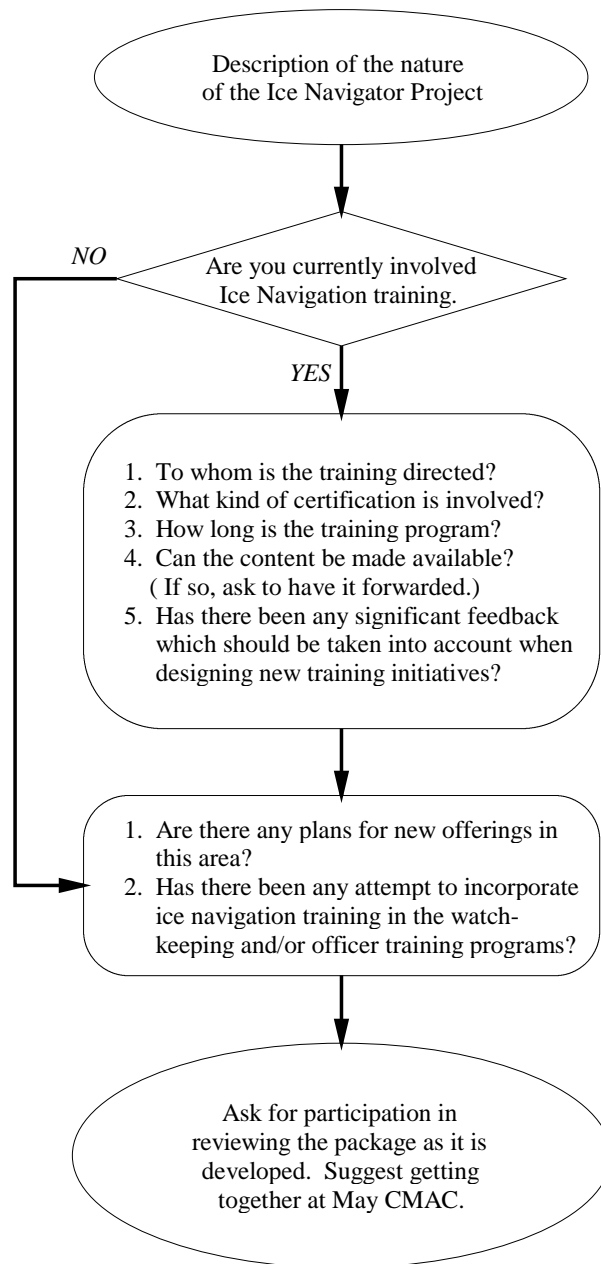 Description of the nature
of the Ice Navigator Project
NO
Are you currently involved
Ice Navigation training.
YES
1. To whom is the training directed?
2. What kind of certification is involved?
3. How long is the training program?
4. Can the content be made available?
( If so, ask to have it forwarded.)
5. Has there been any significant feedback
which should be taken into account when
designing new training initiatives?
1. Are there any plans for new offerings in
this area?
2. Has there been any attempt to incorporate
ice navigation training in the watch-
keeping and/or officer training programs?
Ask for participation in
reviewing the package as it is
developed. Suggest getting
together at May CMAC.